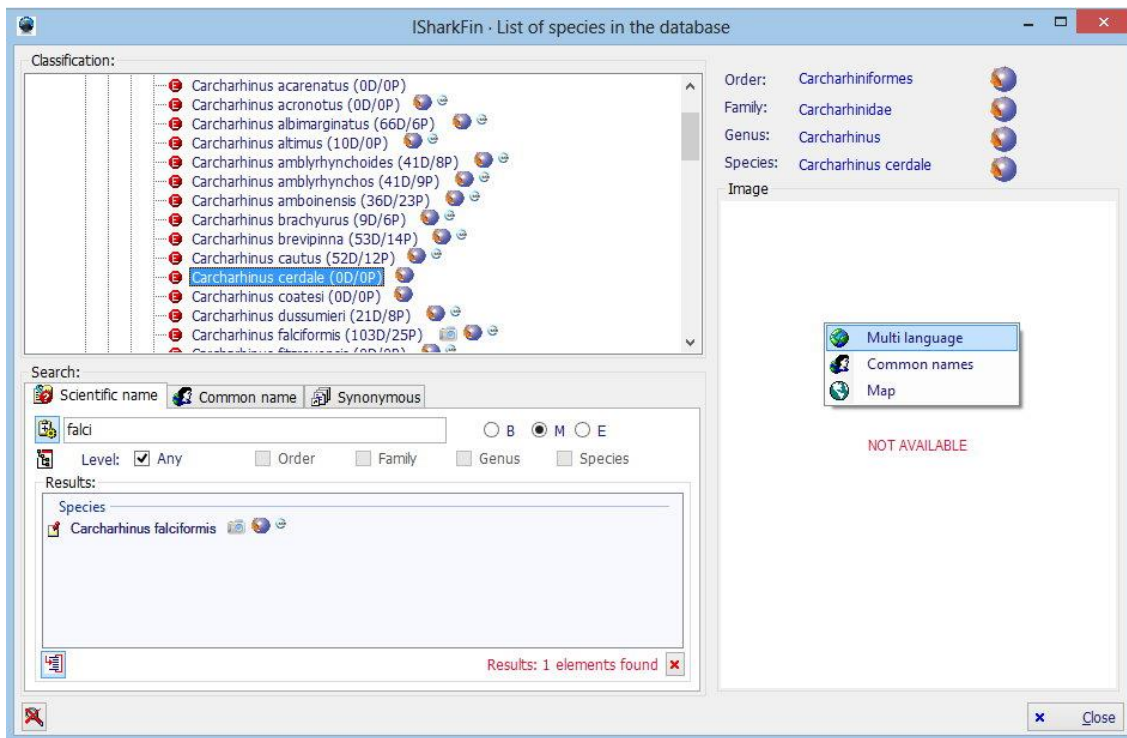 ISharkFin · List of species in the database
Classification:
Carcharhinus acarenatus (0D/0P)
Carcharhinus acronotus (0D/0P)
Carcharhinus albimarginatus (66D/6P)
Carcharhinus altimus (10D/0P)
Carcharhinus amblyrhynchoides (41D/8P)
Carcharhinus amblyrhynchos (41D/9P)
Carcharhinus amboinensis (36D/23P)
Carcharhinus brachyurus (9D/6P)
Carcharhinus brevipinna (53D/14P)
Carcharhinus cautus (52D/12P)
Carcharhinus cerdale (0D/0P)
Carcharhinus coatesi (0D/0P)
Carcharhinus dussumieri (21D/8P)
Carcharhinus falciformis (103D/25P)
Search:
Scientific name Common name Synonymous
falci B M E
Level: Any Order Family Genus Species
Results:
Species
Carcharhinus falciformis
Results: 1 elements found
Order: Carcharhiniformes
Family: Carcharhinidae
Genus: Carcharhinus
Species: Carcharhinus cerdale
Image
Multi language
Common names
Map
NOT AVAILABLE
Close